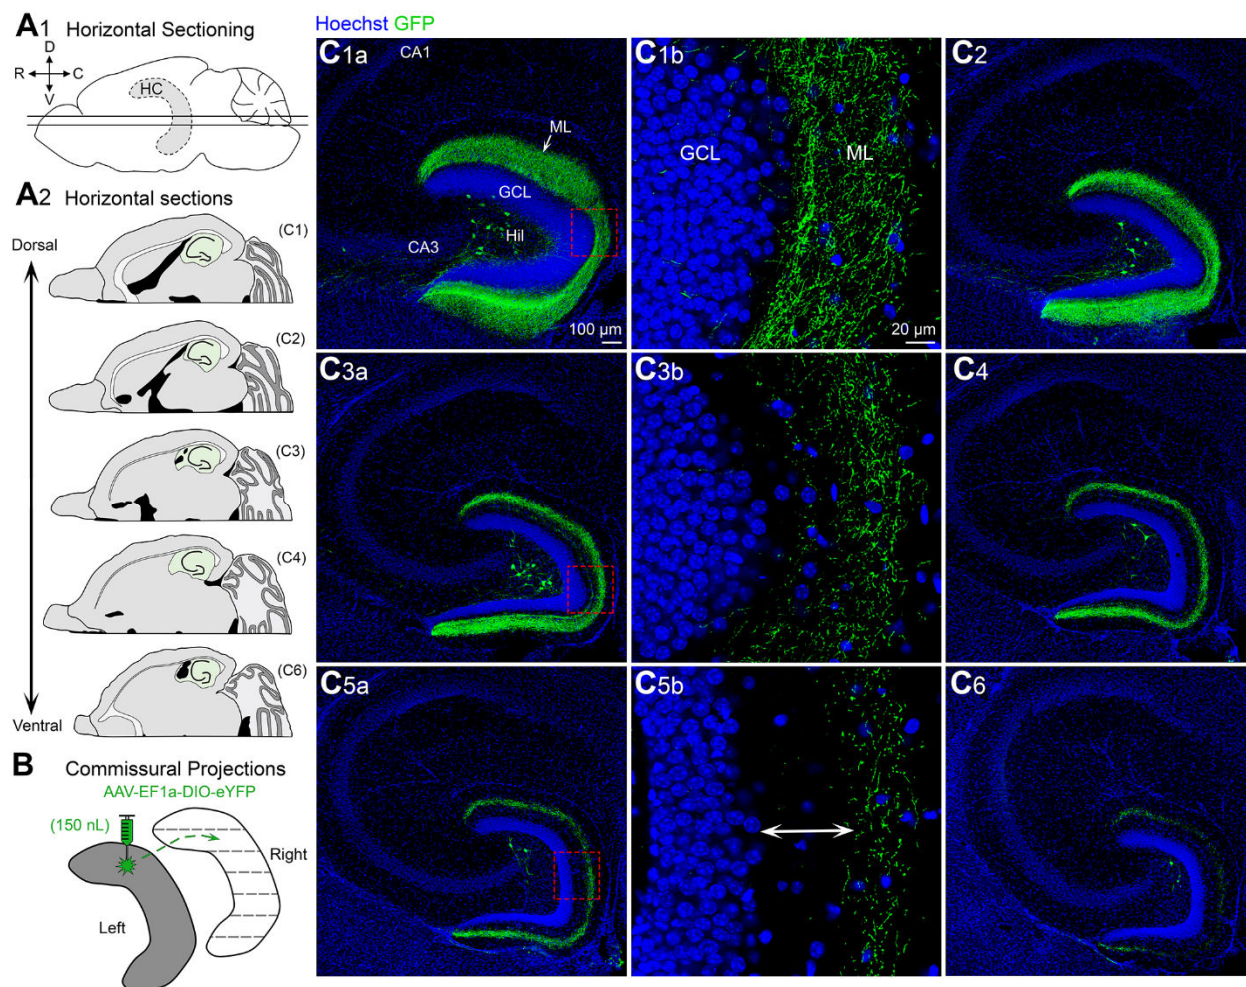 A1 Horizontal Sectioning
D
R C
V
HC
A2 Horizontal sections
Dorsal
(C1)
(C2)
(C3)
(C4)
(C6)
Ventral
B Commissural Projections
AAV-EF1a-DIO-eYFP
(150 nL)
Right
Left
Hoechst GFP
C1a
CA1
ML
GCL
Hil
CA3
100 µm
C1b
GCL ML
20 µm
C2
C3a
C3b
C4
C5a
C5b
C6